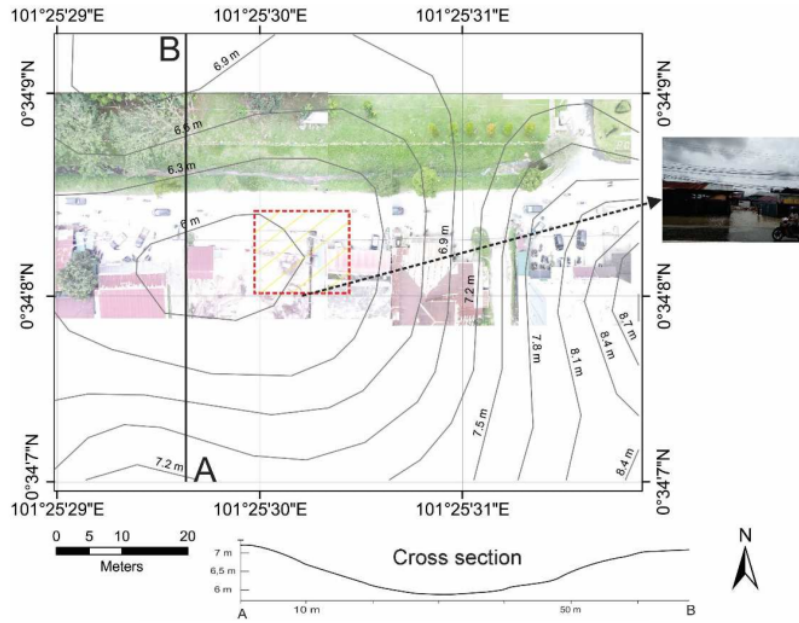 101°25'29"E 101°25'30"E 101°25'31"E
B
6.9 m
0°34'9"N 0°34'9"N
6.6 m
6.3 m
6 m
6.9 m
0°34'8"N 0°34'8"N
7.2 m
8.7 m
7.8 m
8.4 m
8.1 m
7.5 m
7.2 m
A
8.4 m
0°34'7"N 0°34'7"N
101°25'29"E 101°25'30"E 101°25'31"E
0 5 10 20
Meters
Cross section
N
7 m
6,5 m
6 m
A 10 m 50 m B